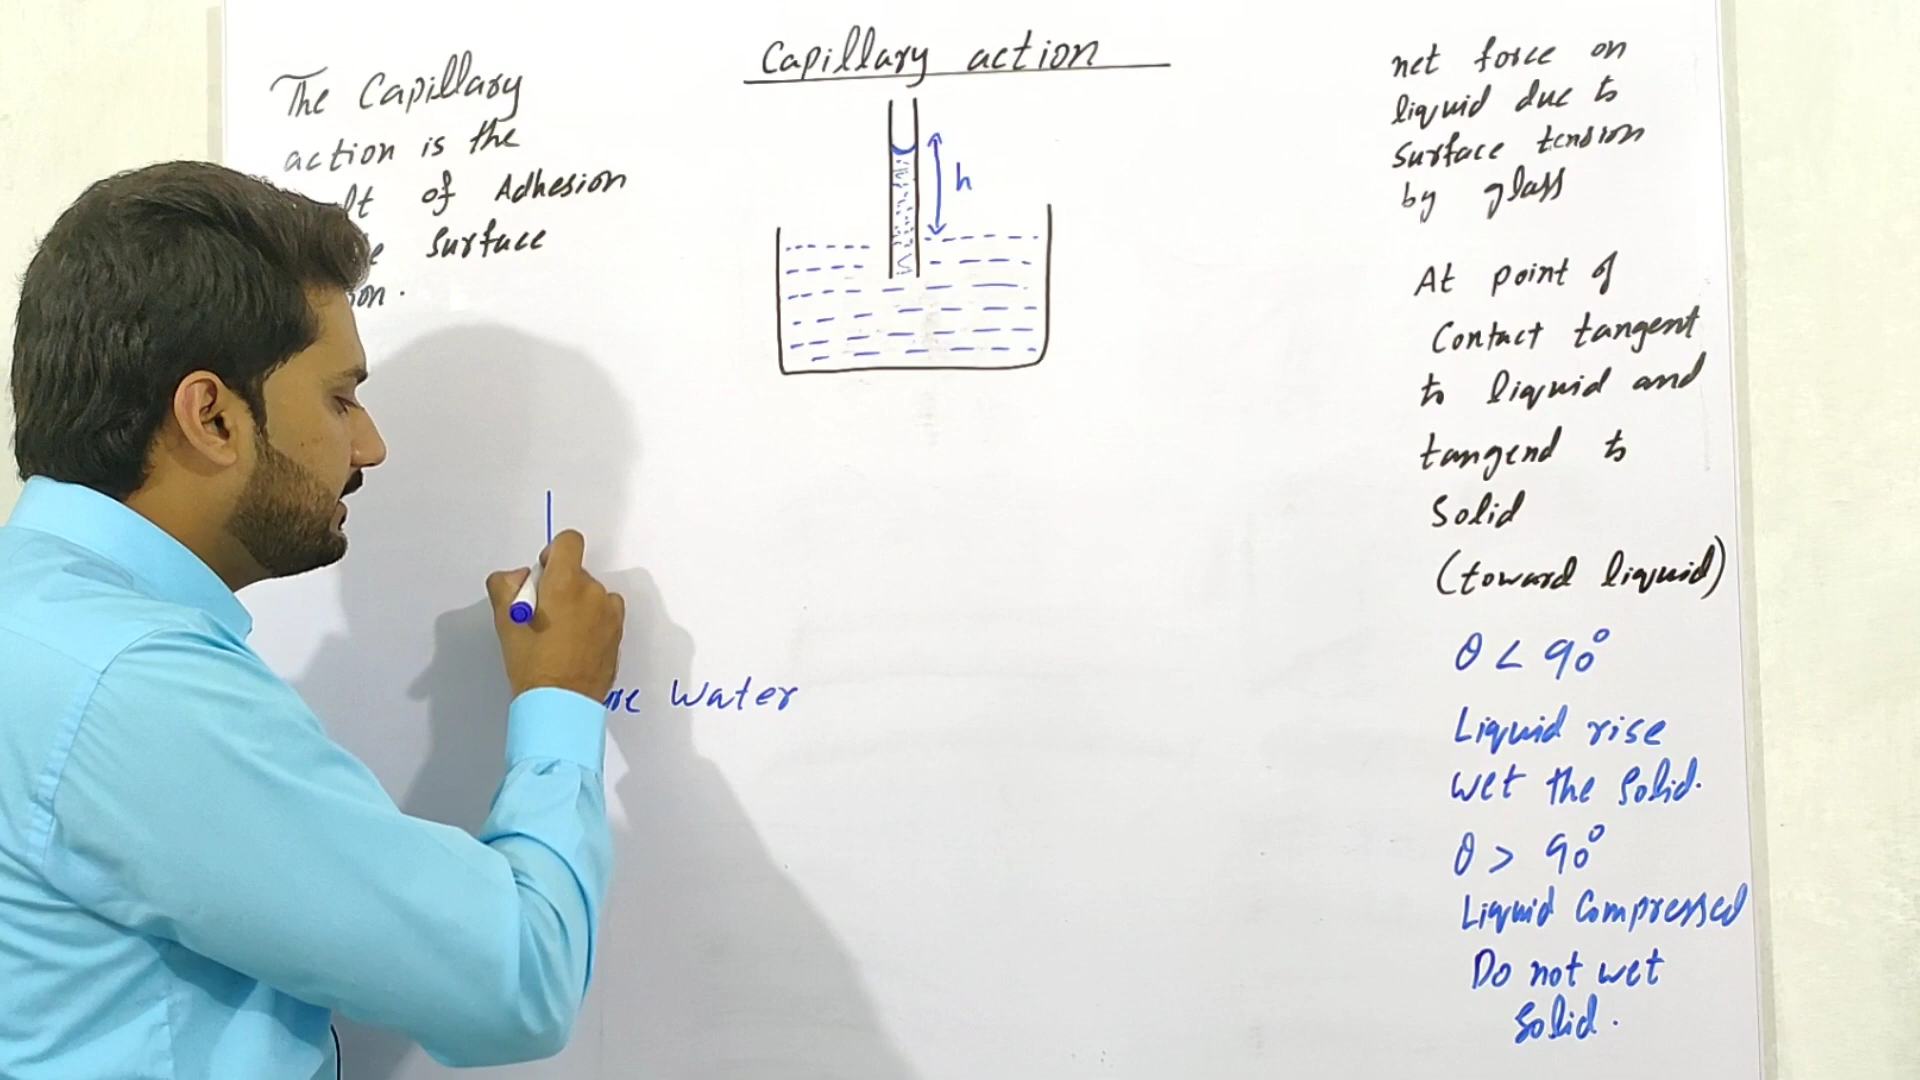 Capillary action
The Capillary
action is the
of Adhesion
surface
h
Water
net force on
liquid due to
surface tension
by glass
At point of
Contact tangent
to liquid and
tangend to
Solid
(toward liquid)
θ < 90°
Liquid rise
wet the Solid.
θ > 90°
Liquid Compressed
Do not wet
Solid.